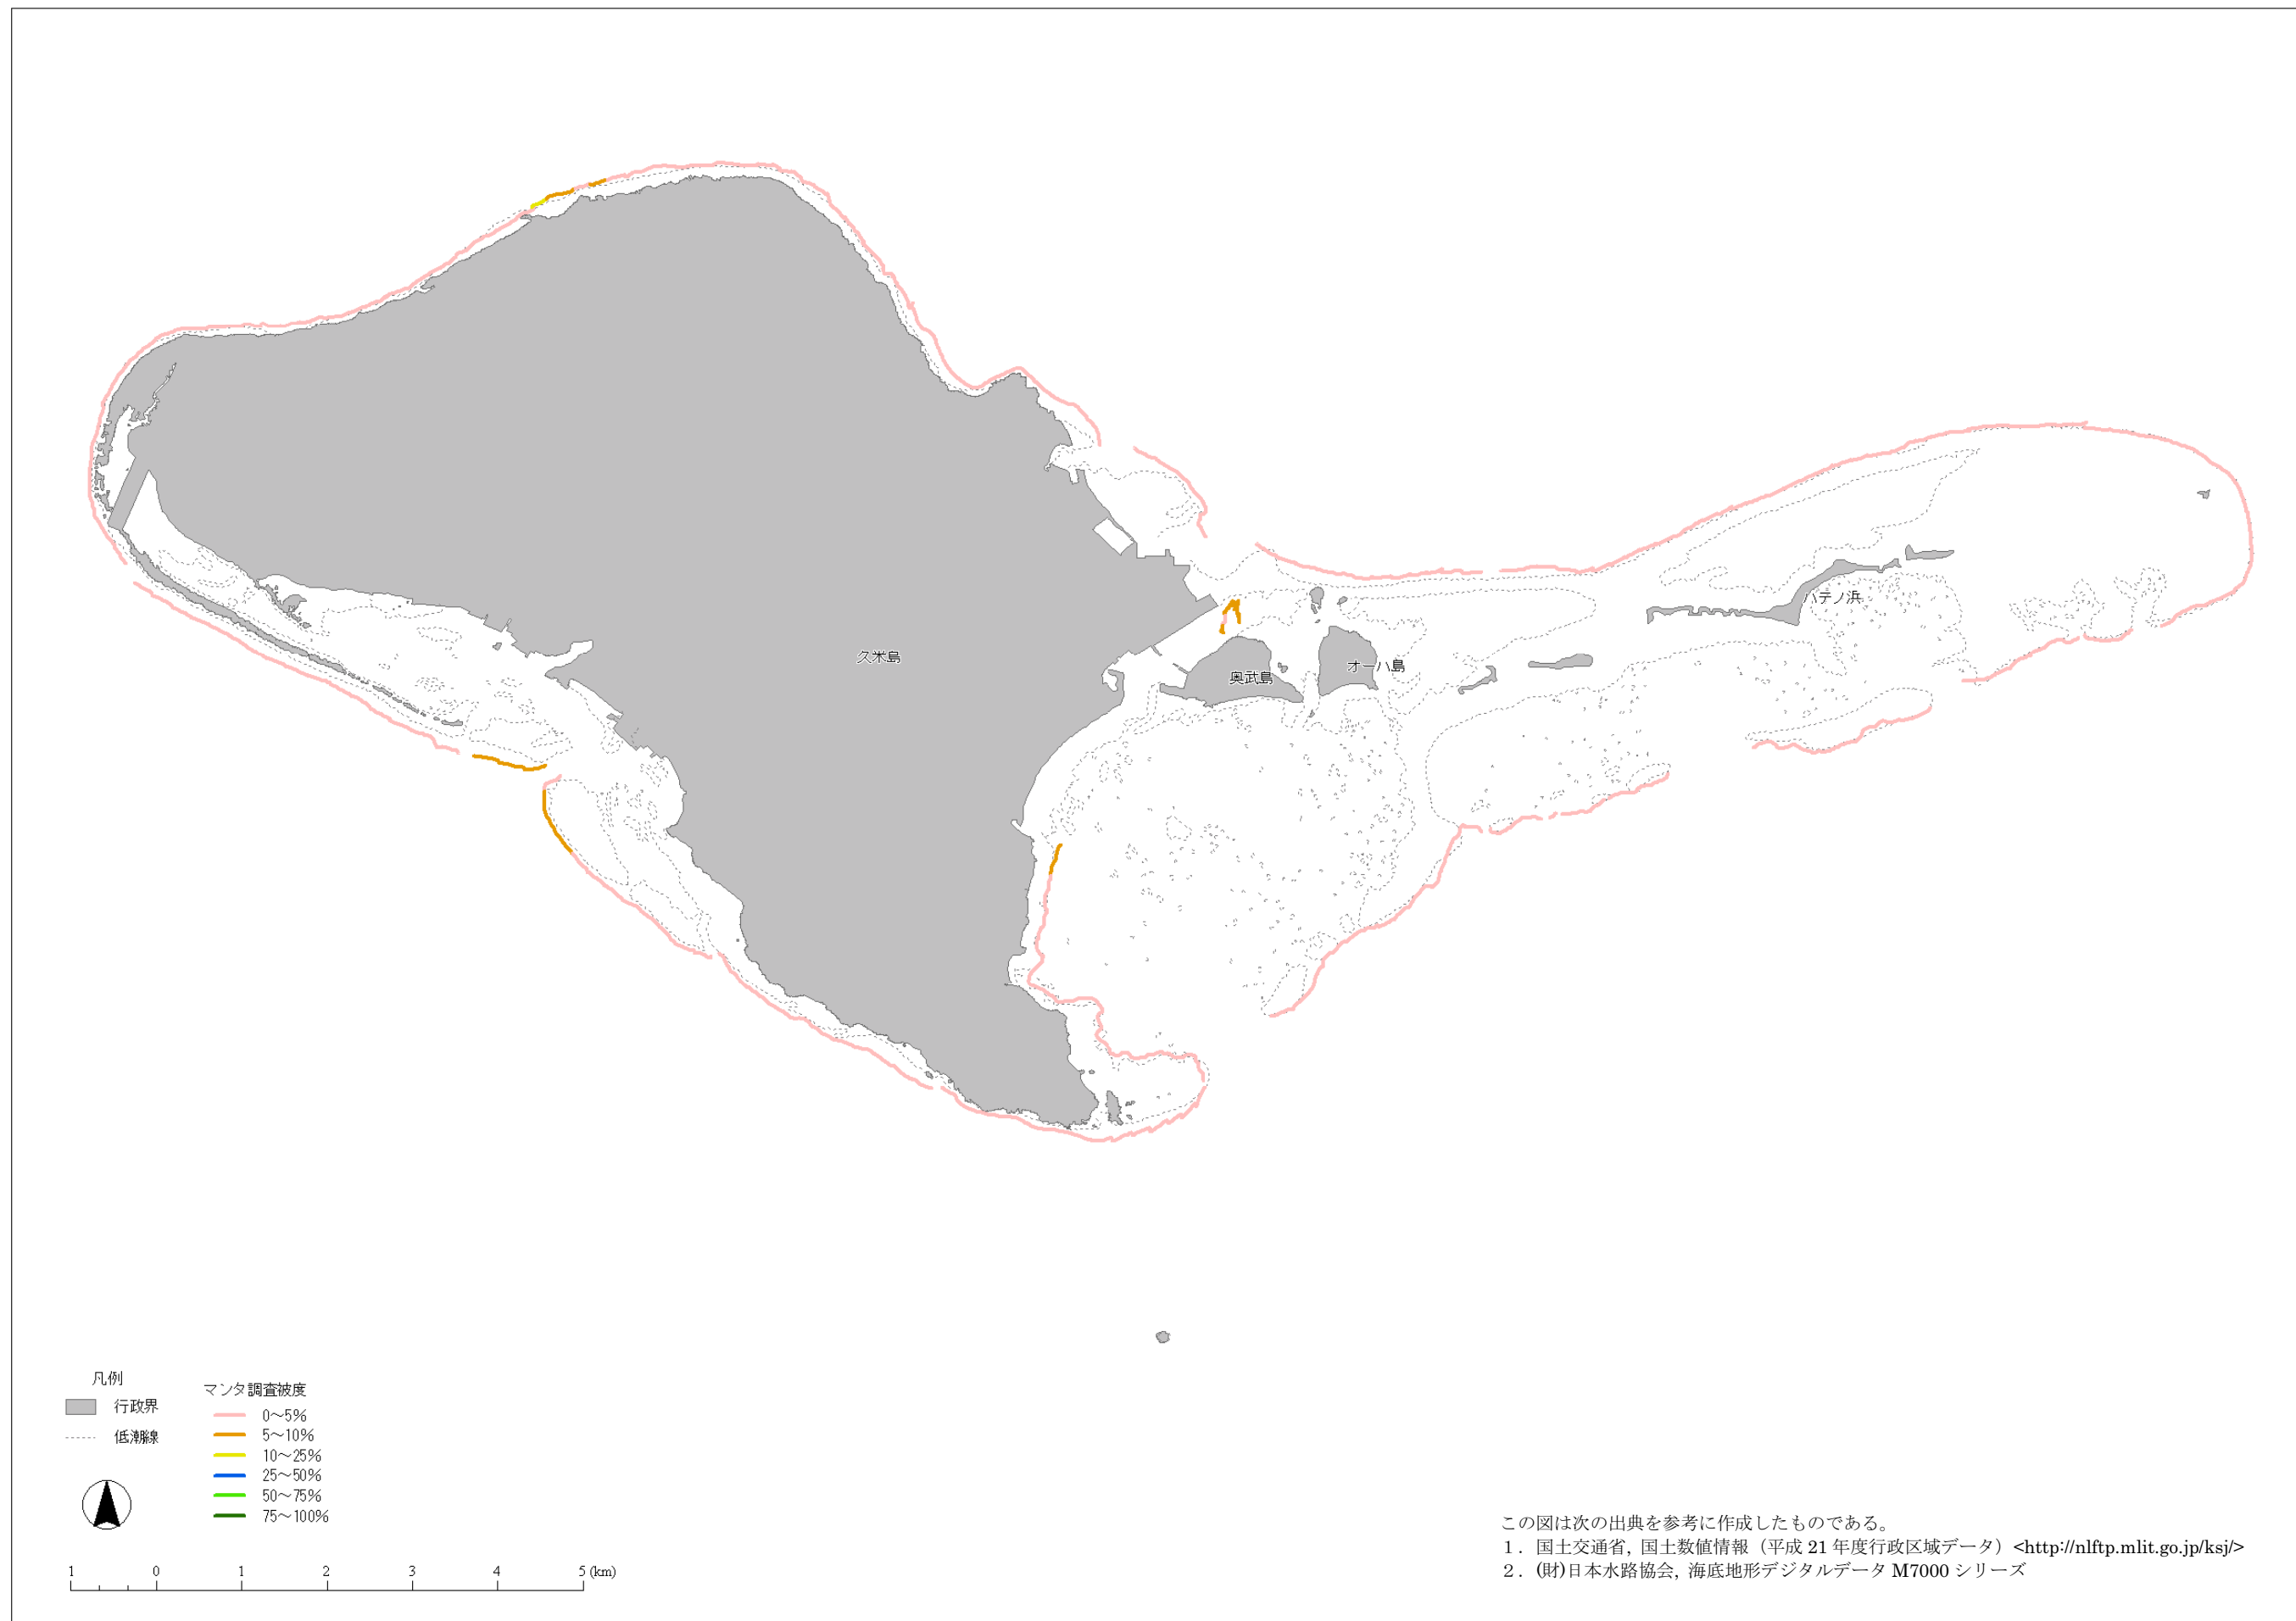 久米島
奥武島
オーハ島
ハテノ浜
凡例
行政界
低潮線
マンタ調査被度
0～5%
5～10%
10～25%
25～50%
50～75%
75～100%
1 0 1 2 3 4 5 (km)
この図は次の出典を参考に作成したものである。
１．国土交通省, 国土数値情報（平成 21 年度行政区域データ）<http://nlftp.mlit.go.jp/ksj/>
２．(財)日本水路協会, 海底地形デジタルデータ M7000 シリーズ